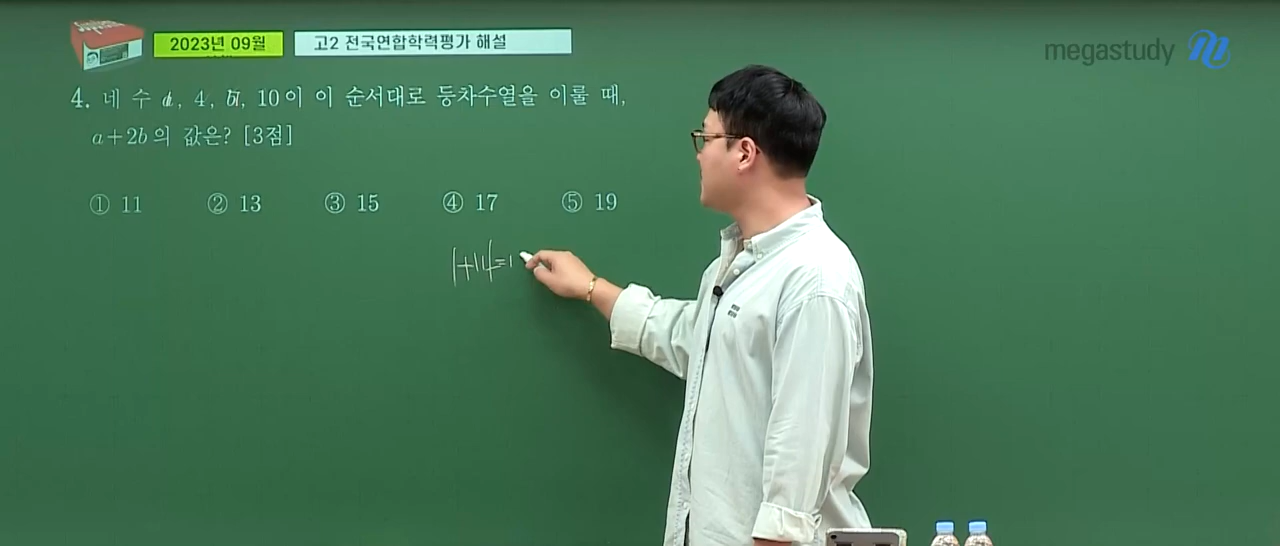 2023년 09월
고2 전국연합학력평가 해설
megastudy
4. 네 수 a, 4, b, 10이 이 순서대로 등차수열을 이룰 때,
a+2b의 값은? [3점]
① 11 ② 13 ③ 15 ④ 17 ⑤ 19
1+14=1